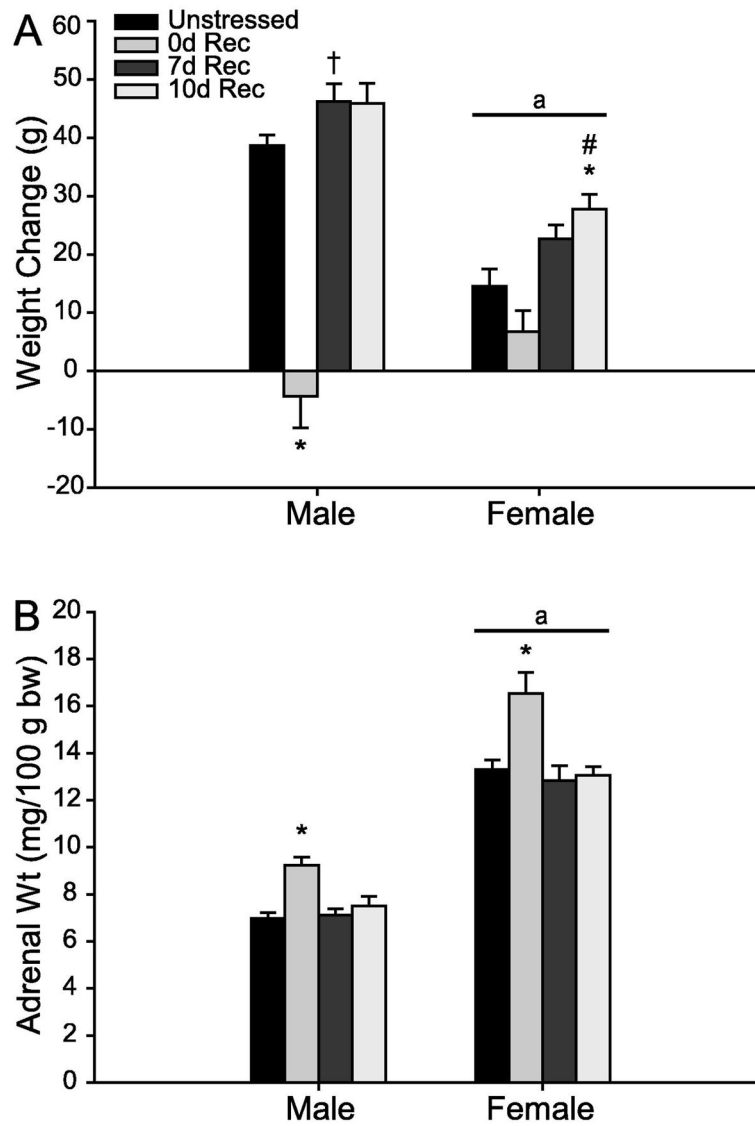 A
Unstressed
0d Rec
7d Rec
10d Rec
60
50
40
30
20
10
0
-10
-20
Weight Change (g)
†
*
a
#
*
Male Female
B
20
18
16
14
12
10
8
6
4
2
0
Adrenal Wt (mg/100 g bw)
*
a
*
Male Female